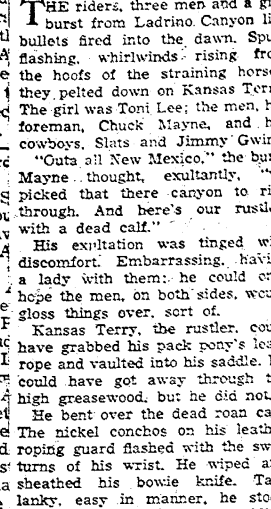 THE riders, three men and a g
burst from Ladrino Canyon li
bullets fired into the dawn. Spu
flashing, whirlwinds rising fro
the hoofs of the straining hors
they pelted down on Kansas Terr
The girl was Toni Lee; the men, h
foreman, Chuck Mayne, and h
cowboys, Slats and Jimmy Gwin
"Outa all New Mexico," the bu
Mayne thought, exultantly, "
picked that there canyon to ri
through. And here's our rustl
with a dead calf."
His exultation was tinged w
discomfort. Embarrassing, havi
a lady with them; he could on
hope the men, on both sides, wou
gloss things over, sort of.
Kansas Terry, the rustler, cou
have grabbed his pack pony's lea
rope and vaulted into his saddle.
could have got away through t
high greasewood, but he did not
He bent over the dead roan ca
The nickel conchos on his leath
roping guard flashed with the sw
turns of his wrist. He wiped a
sheathed his bowie knife. Ta
lanky, easy in manner, he sto